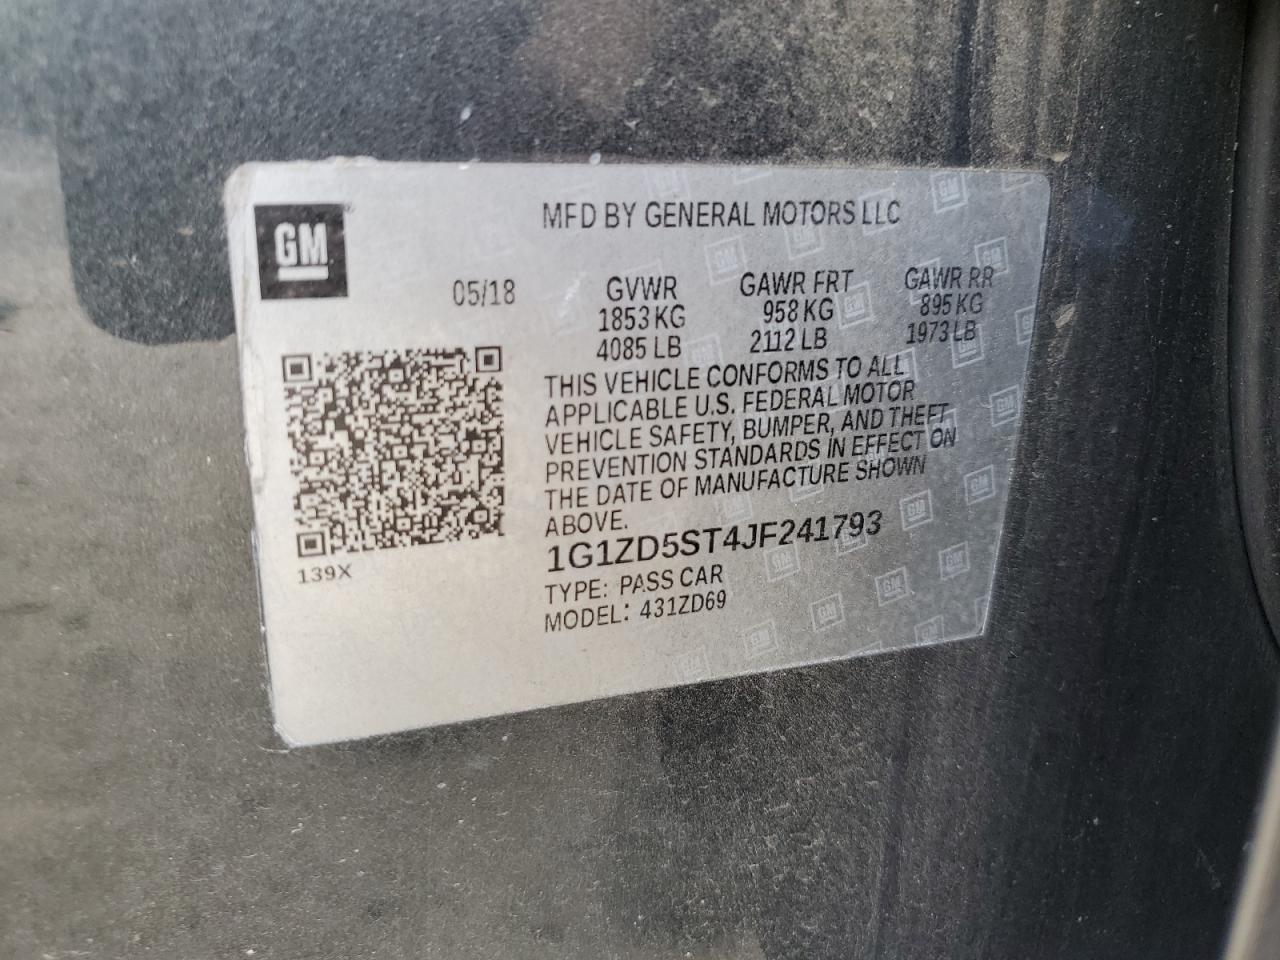 GM
MFD BY GENERAL MOTORS LLC
05/18
GVWR GAWR FRT GAWR RR
1853 KG 958 KG 895 KG
4085 LB 2112 LB 1973 LB
THIS VEHICLE CONFORMS TO ALL
APPLICABLE U.S. FEDERAL MOTOR
VEHICLE SAFETY, BUMPER, AND THEFT
PREVENTION STANDARDS IN EFFECT ON
THE DATE OF MANUFACTURE SHOWN
ABOVE.
1G1ZD5ST4JF241793
139X
TYPE: PASS CAR
MODEL: 431ZD69